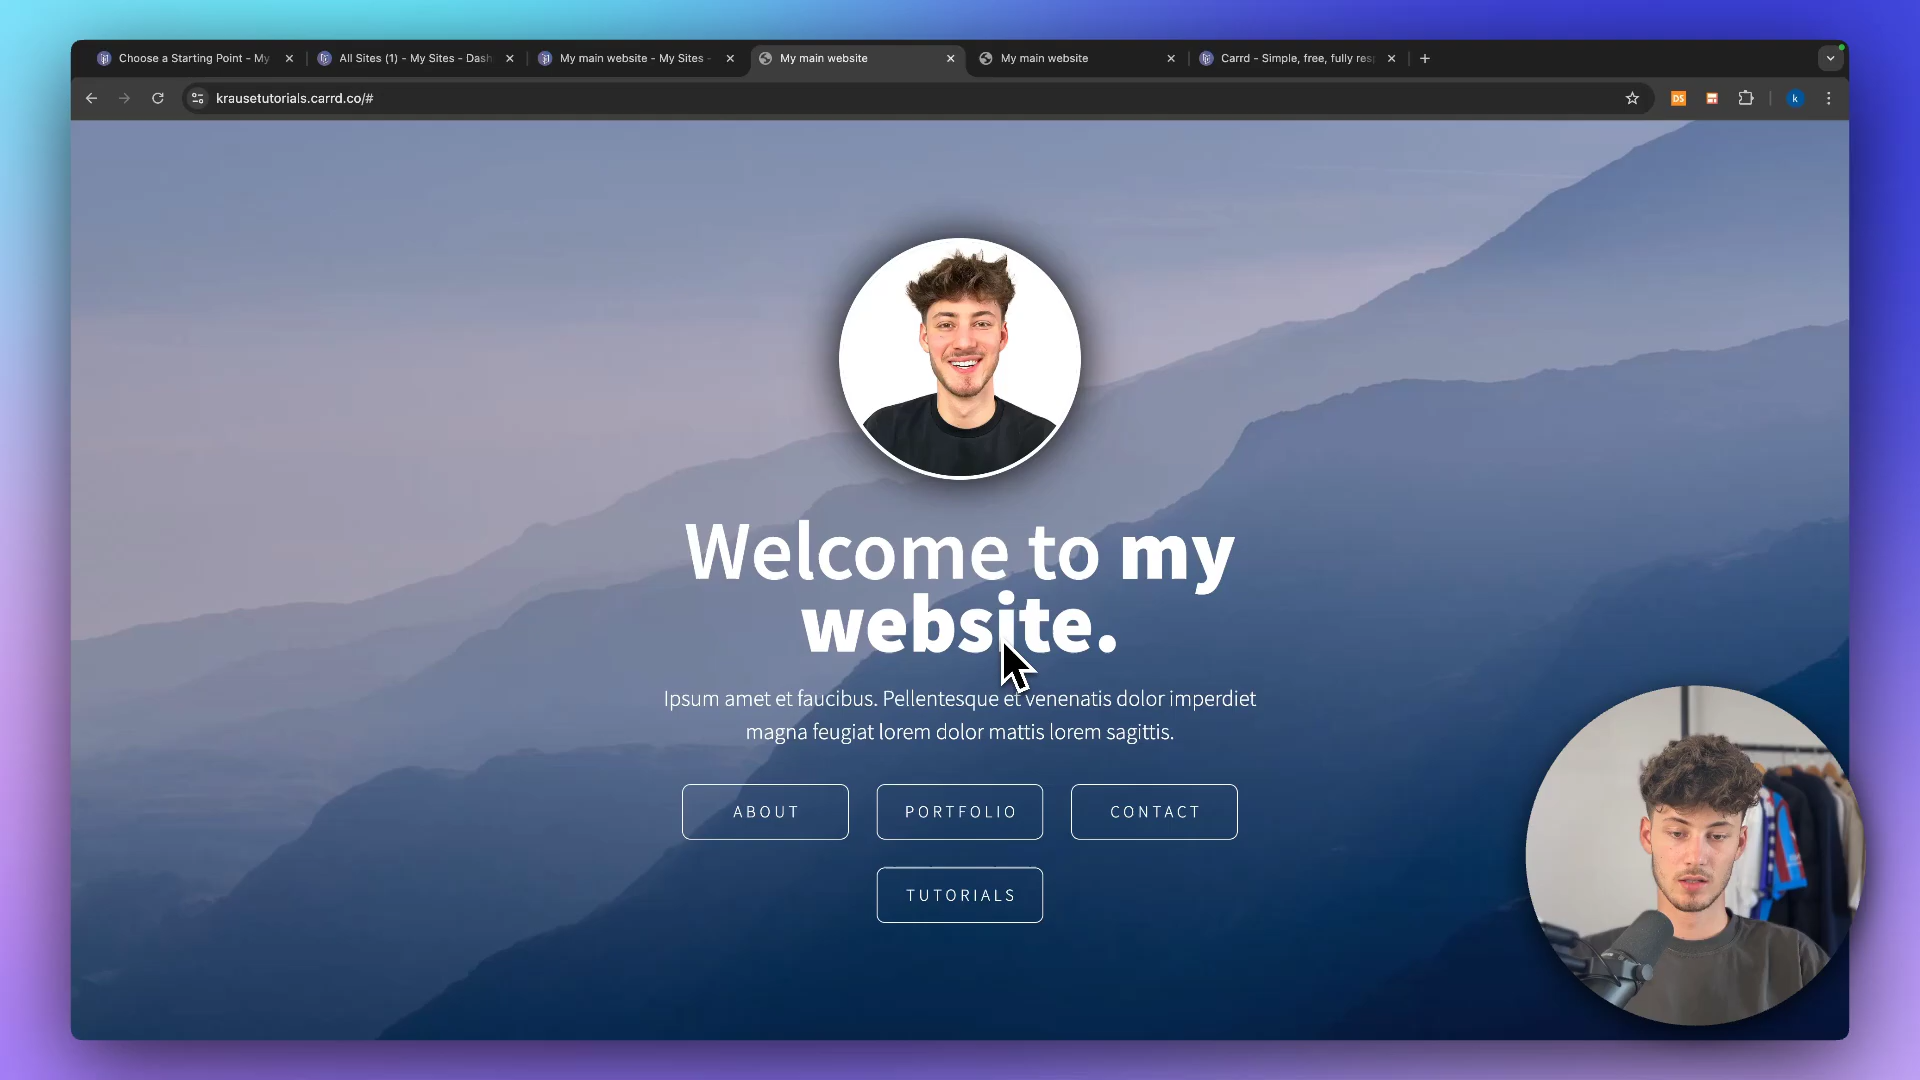 Choose a Starting Point - My
All Sites (1) - My Sites - Dash
My main website - My Sites -
My main website
My main website
Carrd - Simple, free, fully resp
krausetutorials.carrd.co/#
DS
k
Welcome to my
website.
Ipsum amet et faucibus. Pellentesque et venenatis dolor imperdiet
magna feugiat lorem dolor mattis lorem sagittis.
ABOUT
PORTFOLIO
CONTACT
TUTORIALS